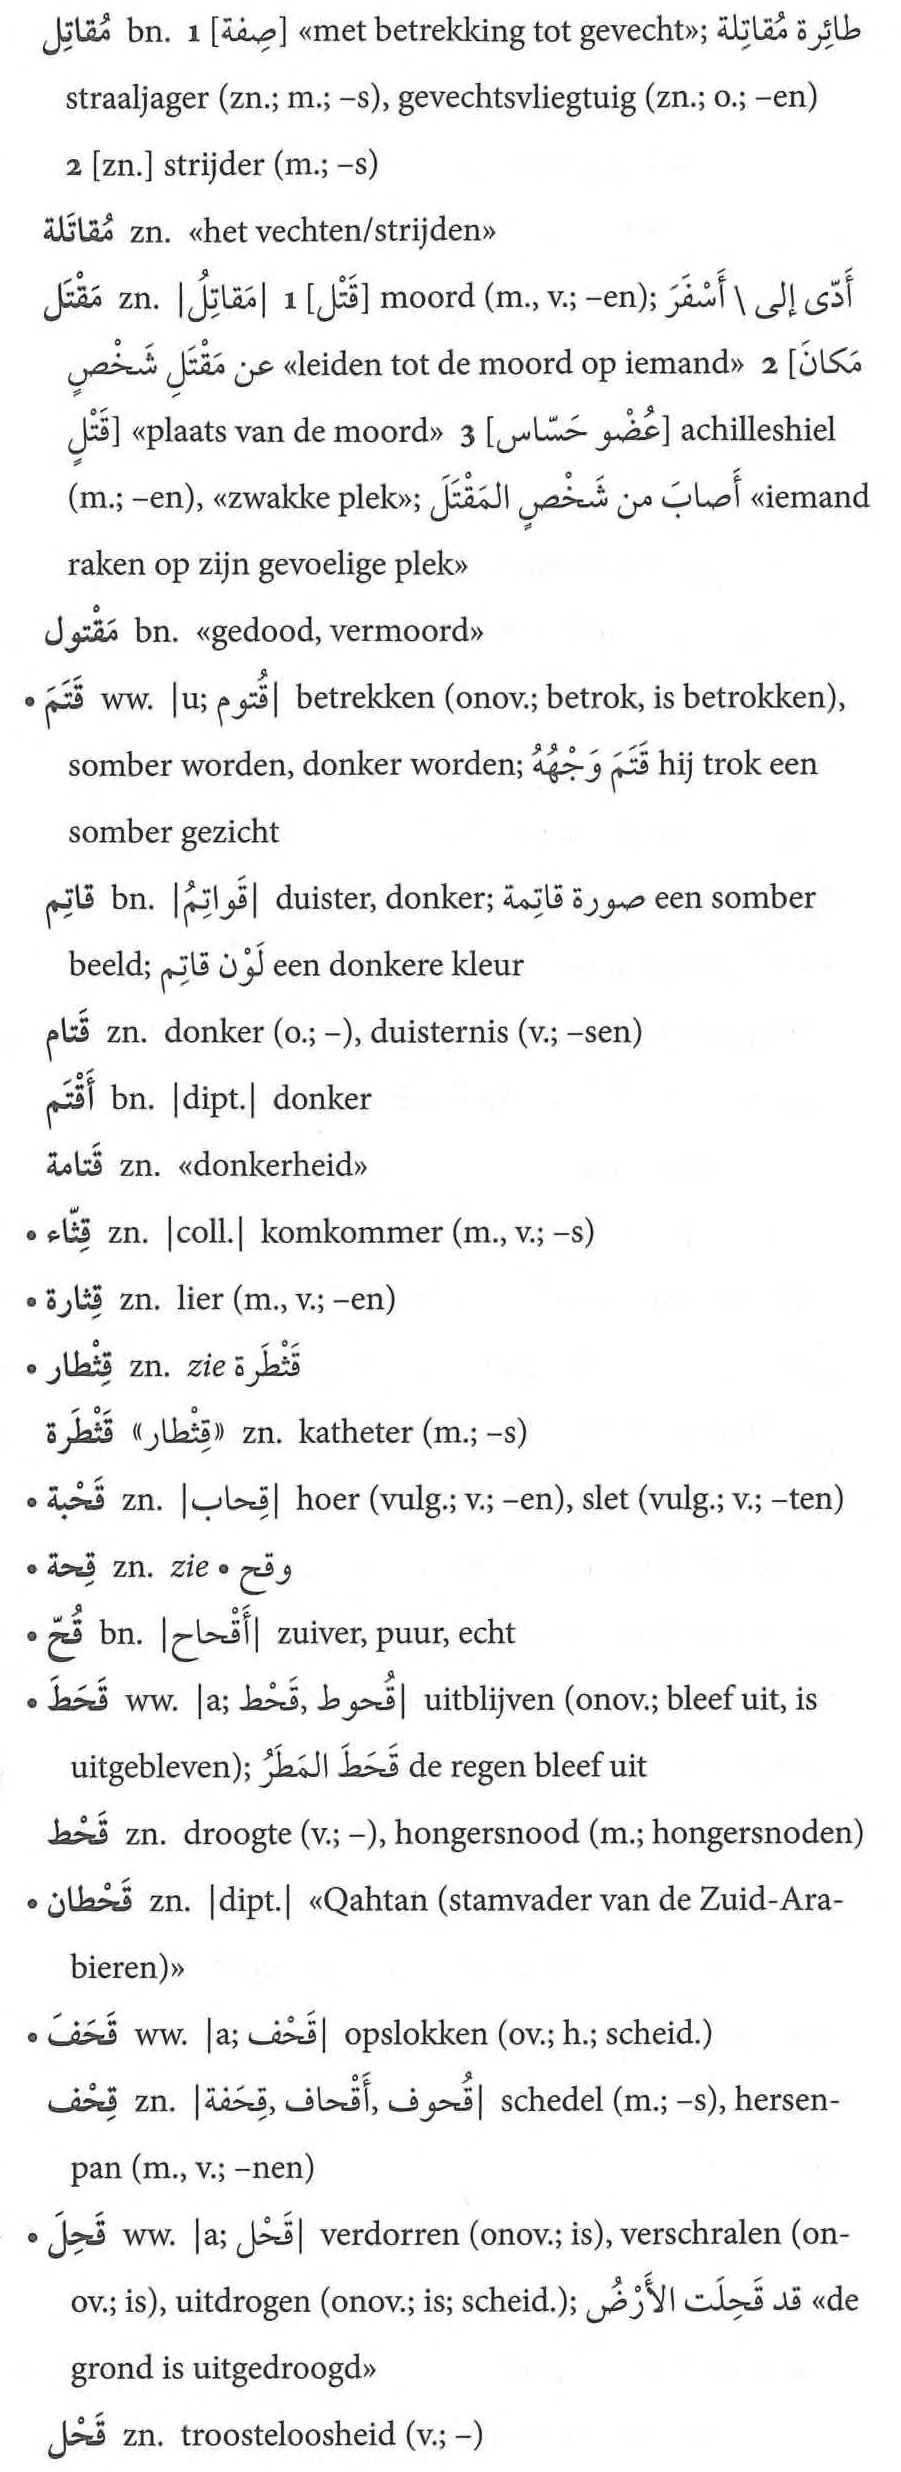 مُقاتِل bn. 1 [صِفة] «met betrekking tot gevecht»; طائِرة مُقاتِلة
straaljager (zn.; m.; –s), gevechtsvliegtuig (zn.; o.; –en)
2 [zn.] strijder (m.; –s)
مُقاتَلة zn. «het vechten/strijden»
مَقْتَل zn. |مَقاتِلُ| 1 [قَتْل] moord (m., v.; –en); أَدّى إلى \ أَسْفَرَ
عن مَقْتَلِ شَخْصٍ «leiden tot de moord op iemand» 2 [مَكانَ
قَتْلٍ] «plaats van de moord» 3 [عُضْو حَسّاس] achilleshiel
(m.; –en), «zwakke plek»; أَصابَ من شَخْصٍ المَقْتَلَ «iemand
raken op zijn gevoelige plek»
مَقْتول bn. «gedood, vermoord»
• قَتَمَ ww. |u; قُتوم| betrekken (onov.; betrok, is betrokken),
somber worden, donker worden; قَتَمَ وَجْهُهُ hij trok een
somber gezicht
قاتِم bn. |قَواتِمُ| duister, donker; صورة قاتِمة een somber
beeld; لَوْن قاتِم een donkere kleur
قَتام zn. donker (o.; –), duisternis (v.; –sen)
أَقْتَم bn. |dipt.| donker
قَتامة zn. «donkerheid»
• قِثّاء zn. |coll.| komkommer (m., v.; –s)
• قِثارة zn. lier (m., v.; –en)
• قِثْطار zn. zie قَثْطَرة
قَثْطَرة «قِثْطار» zn. katheter (m.; –s)
• قَحْبة zn. |قِحاب| hoer (vulg.; v.; –en), slet (vulg.; v.; –ten)
• قِحة zn. zie • وقح
• قُحّ bn. |أَقْحاح| zuiver, puur, echt
• قَحَطَ ww. |a; قَحْط, قُحوط| uitblijven (onov.; bleef uit, is
uitgebleven); قَحَطَ المَطَرُ de regen bleef uit
قَحْط zn. droogte (v.; –), hongersnood (m.; hongersnoden)
• قَحْطان zn. |dipt.| «Qahtan (stamvader van de Zuid-Ara-
bieren)»
• قَحَفَ ww. |a; قَحْف| opslokken (ov.; h.; scheid.)
قِحْف zn. |قُحوف, أَقْحاف, قِحَفة| schedel (m.; –s), hersen-
pan (m., v.; –nen)
• قَحِلَ ww. |a; قَحْل| verdorren (onov.; is), verschralen (on-
ov.; is), uitdrogen (onov.; is; scheid.); قد قَحِلَت الأَرْضُ «de
grond is uitgedroogd»
قَحْل zn. troosteloosheid (v.; –)